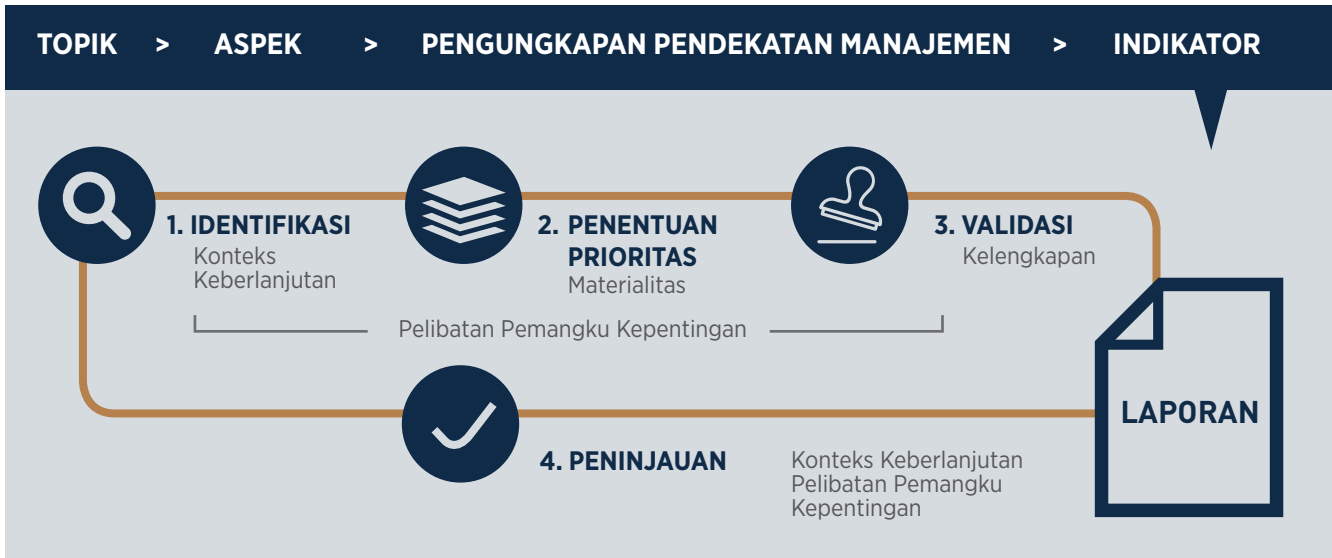 TOPIK > ASPEK > PENGUNGKAPAN PENDEKATAN MANAJEMEN > INDIKATOR
1. IDENTIFIKASI
Konteks
Keberlanjutan
2. PENENTUAN
PRIORITAS
Materialitas
3. VALIDASI
Kelengkapan
Pelibatan Pemangku Kepentingan
LAPORAN
4. PENINJAUAN
Konteks Keberlanjutan
Pelibatan Pemangku
Kepentingan